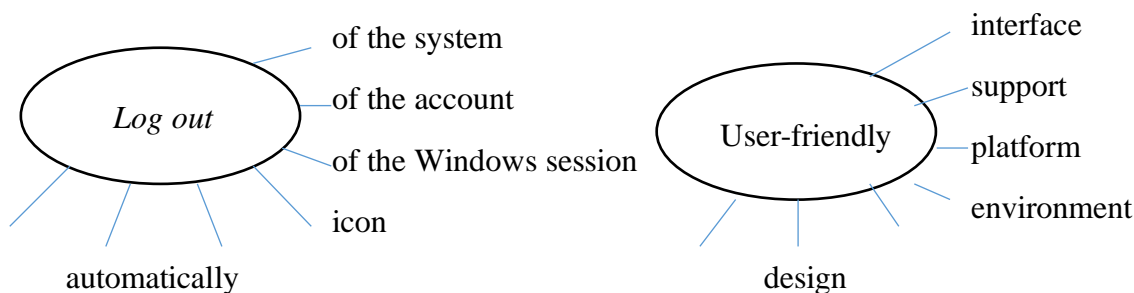 Log out
of the system
of the account
of the Windows session
icon
automatically
User-friendly
interface
support
platform
environment
design